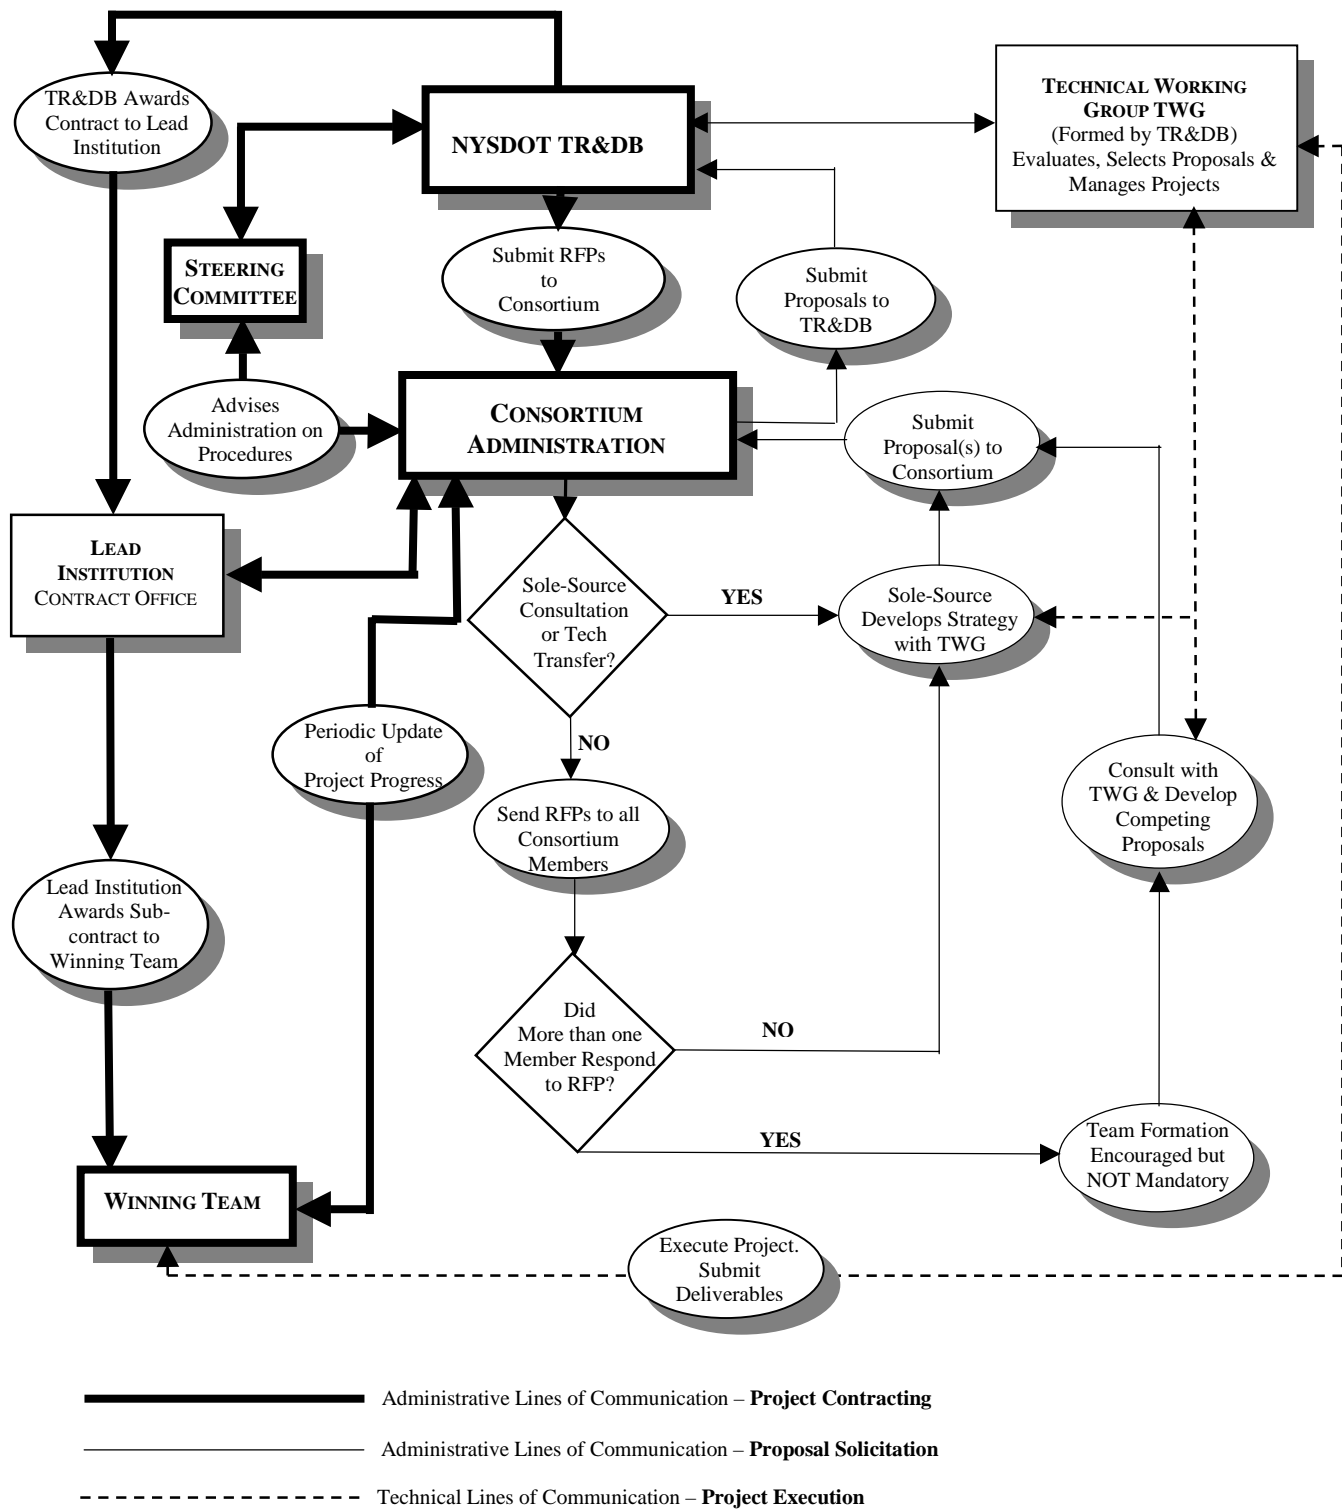 TR&DB Awards
Contract to Lead
Institution
NYSDOT TR&DB
TECHNICAL WORKING
GROUP TWG
(Formed by TR&DB)
Evaluates, Selects Proposals &
Manages Projects
STEERING
COMMITTEE
Submit RFPs
to
Consortium
Submit
Proposals to
TR&DB
Advises
Administration on
Procedures
CONSORTIUM
ADMINISTRATION
Submit
Proposal(s) to
Consortium
LEAD
INSTITUTION
CONTRACT OFFICE
Sole-Source
Consultation
or Tech
Transfer?
YES
Sole-Source
Develops Strategy
with TWG
Periodic Update
of
Project Progress
NO
Send RFPs to all
Consortium
Members
Consult with
TWG & Develop
Competing
Proposals
Lead Institution
Awards Sub-
contract to
Winning Team
Did
More than one
Member Respond
to RFP?
NO
YES
Team Formation
Encouraged but
NOT Mandatory
WINNING TEAM
Execute Project.
Submit
Deliverables
Administrative Lines of Communication – Project Contracting
Administrative Lines of Communication – Proposal Solicitation
Technical Lines of Communication – Project Execution